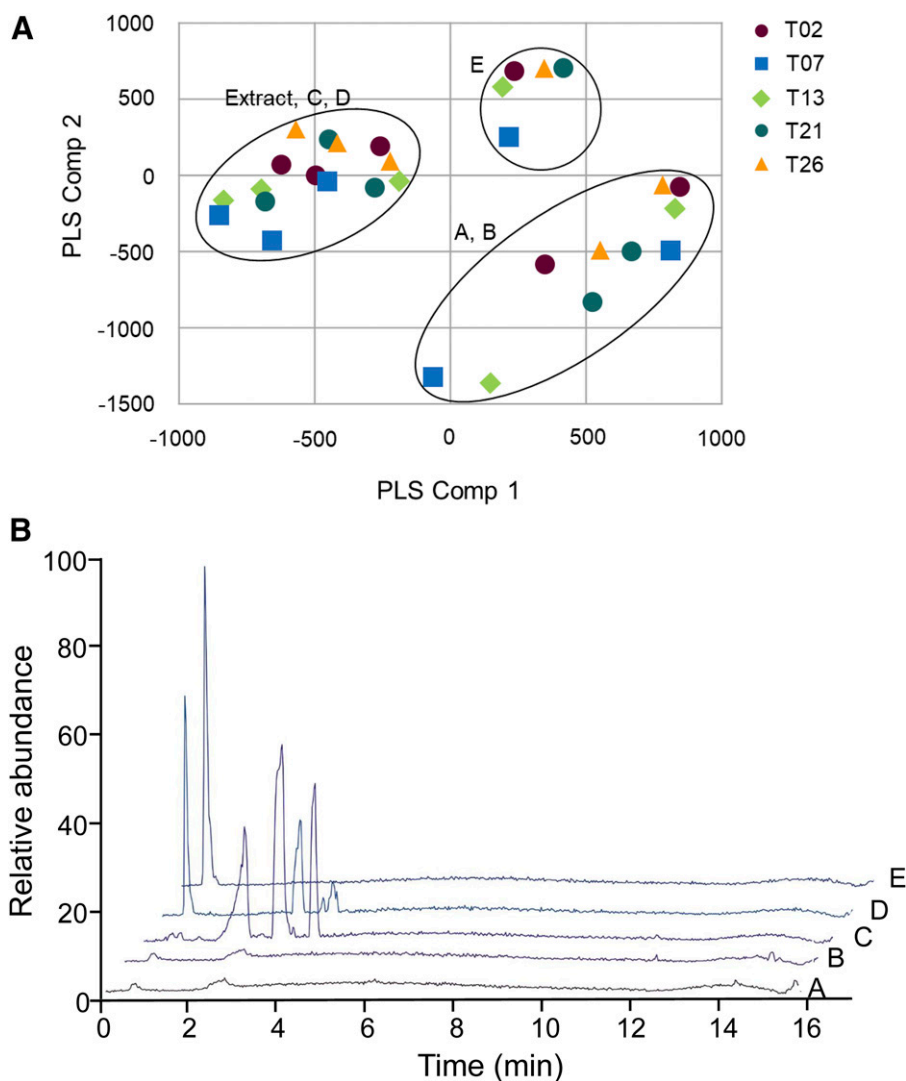 A
1000
500
0
-500
-1000
-1500
-1000
-500
0
500
1000
PLS Comp 2
PLS Comp 1
Extract, C, D
E
A, B
T02
T07
T13
T21
T26
B
100
80
60
40
20
0
0
2
4
6
8
10
12
14
16
Relative abundance
Time (min)
E
D
C
B
A